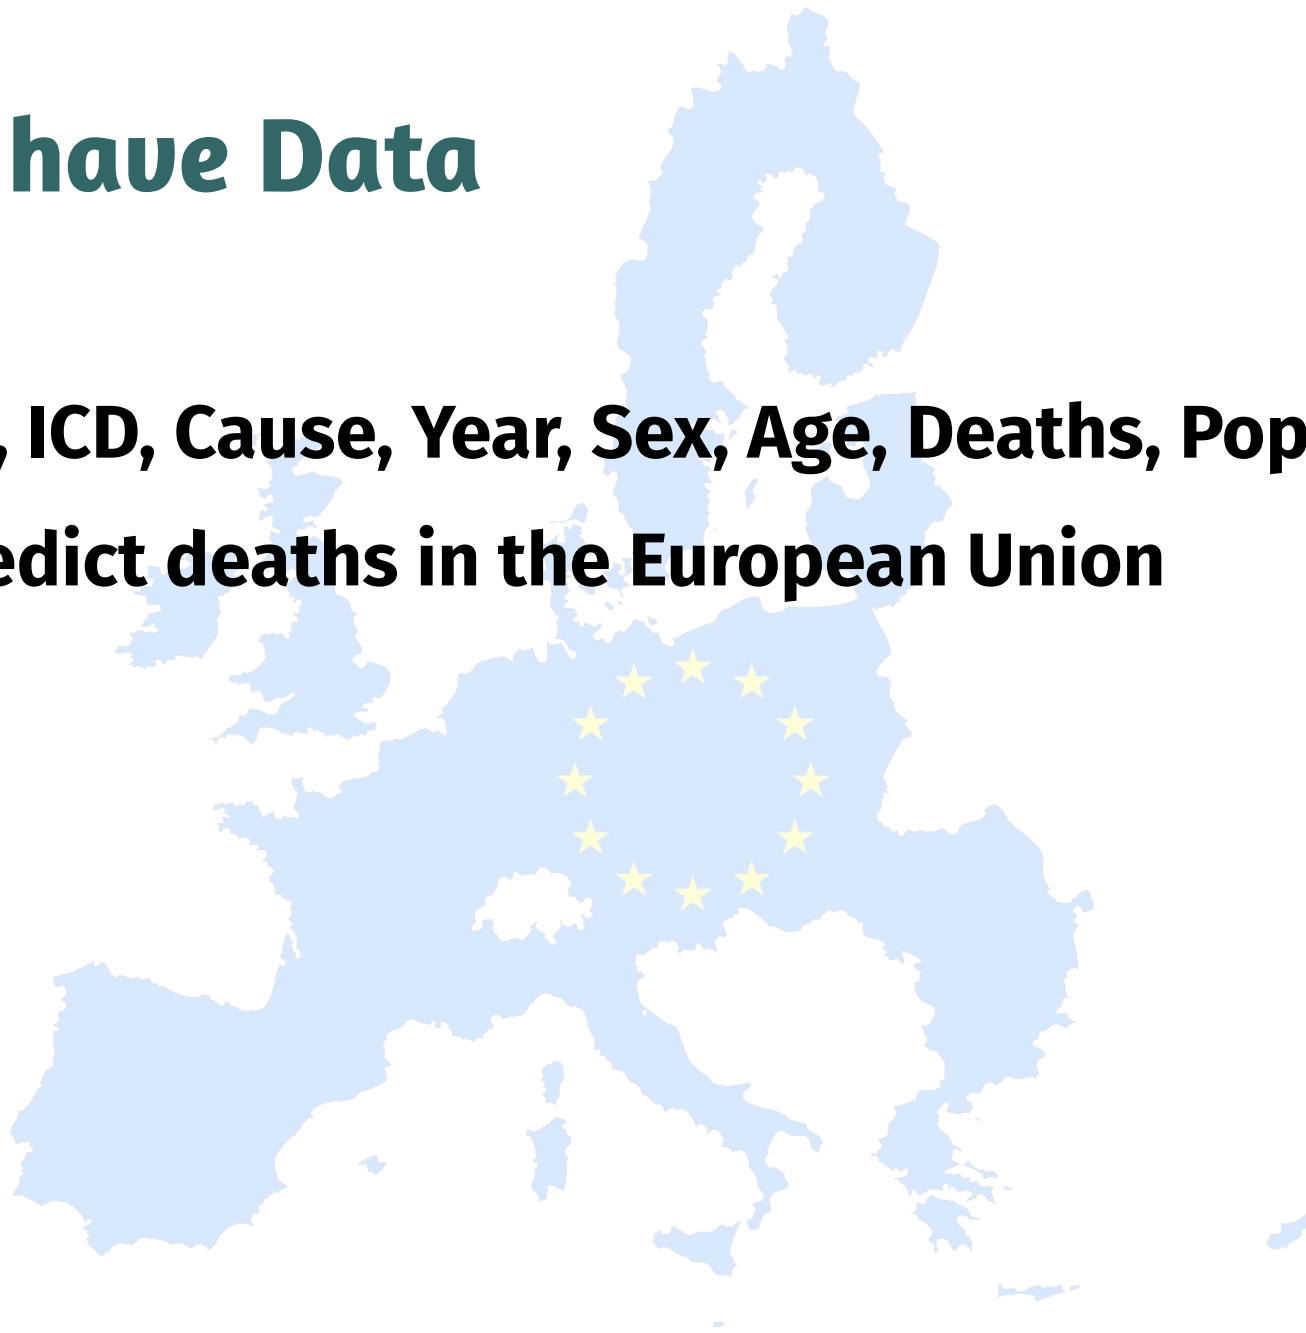 have Data
, ICD, Cause, Year, Sex, Age, Deaths, Pop
edict deaths in the European Union